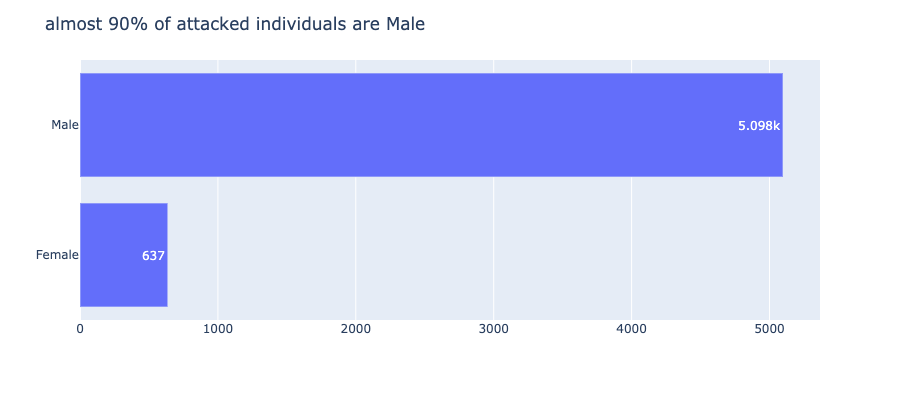 almost 90% of attacked individuals are Male
Male
5.098k
Female
637
0 1000 2000 3000 4000 5000